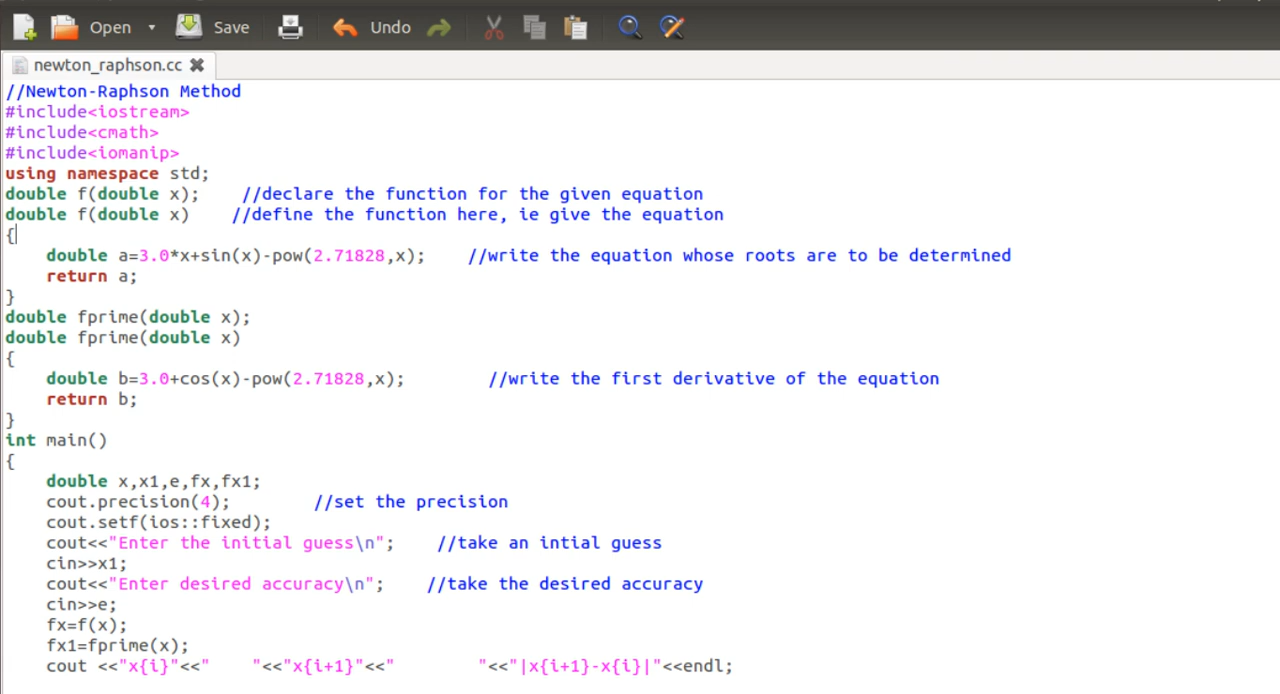 Open Save Undo
newton_raphson.cc
//Newton-Raphson Method
#include<iostream>
#include<cmath>
#include<iomanip>
using namespace std;
double f(double x);    //declare the function for the given equation
double f(double x)    //define the function here, ie give the equation
{
    double a=3.0*x+sin(x)-pow(2.71828,x);    //write the equation whose roots are to be determined
    return a;
}
double fprime(double x);
double fprime(double x)
{
    double b=3.0+cos(x)-pow(2.71828,x);        //write the first derivative of the equation
    return b;
}
int main()
{
    double x,x1,e,fx,fx1;
    cout.precision(4);        //set the precision
    cout.setf(ios::fixed);
    cout<<"Enter the initial guess\n";    //take an intial guess
    cin>>x1;
    cout<<"Enter desired accuracy\n";    //take the desired accuracy
    cin>>e;
    fx=f(x);
    fx1=fprime(x);
    cout <<"x{i}"<<"    "<<"x{i+1}"<<"        "<<"|x{i+1}-x{i}|"<<endl;